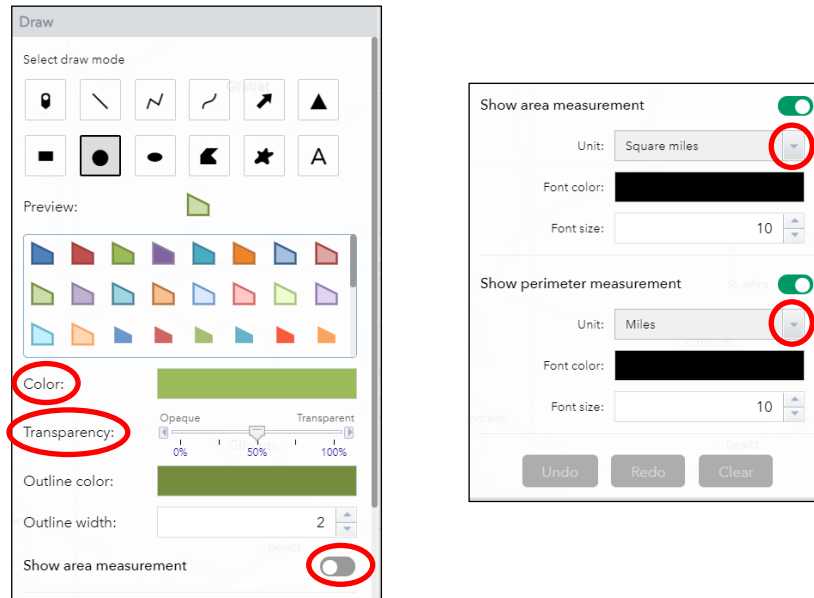 Draw
Select draw mode
A
Preview:
Color:
Transparency:
Opaque
Transparent
0%
50%
100%
Outline color:
Outline width:
2
Show area measurement
Show area measurement
Unit:
Square miles
Font color:
Font size:
10
Show perimeter measurement
Unit:
Miles
Font color:
Font size:
10
Undo
Redo
Clear